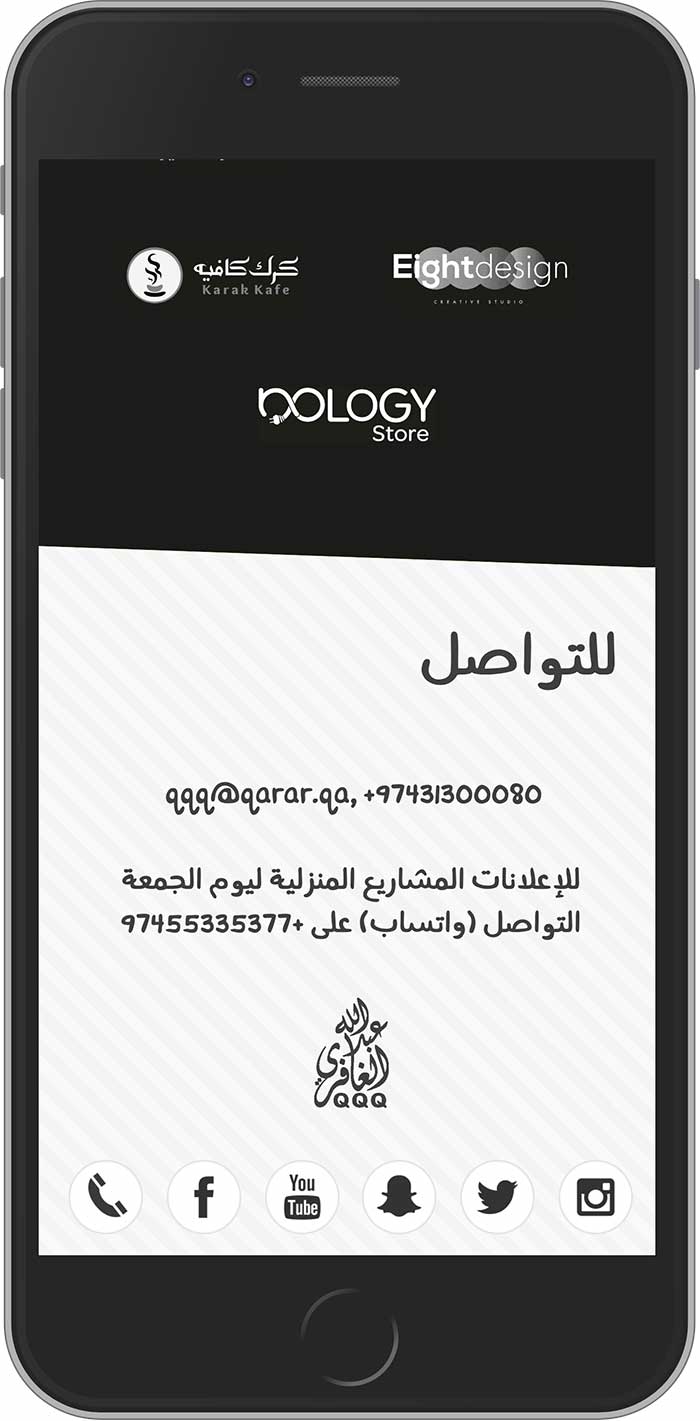 كرك كافيه
Karak Kafe
Eightdesign
CREATIVE STUDIO
OLOGY
Store
للتواصل
qqq@qarar.qa, +97431300080
للإعلانات المشاريع المنزلية ليوم الجمعة
التواصل (واتساب) على +97455335377
عبدالله
الغافري
QQQ
You
Tube